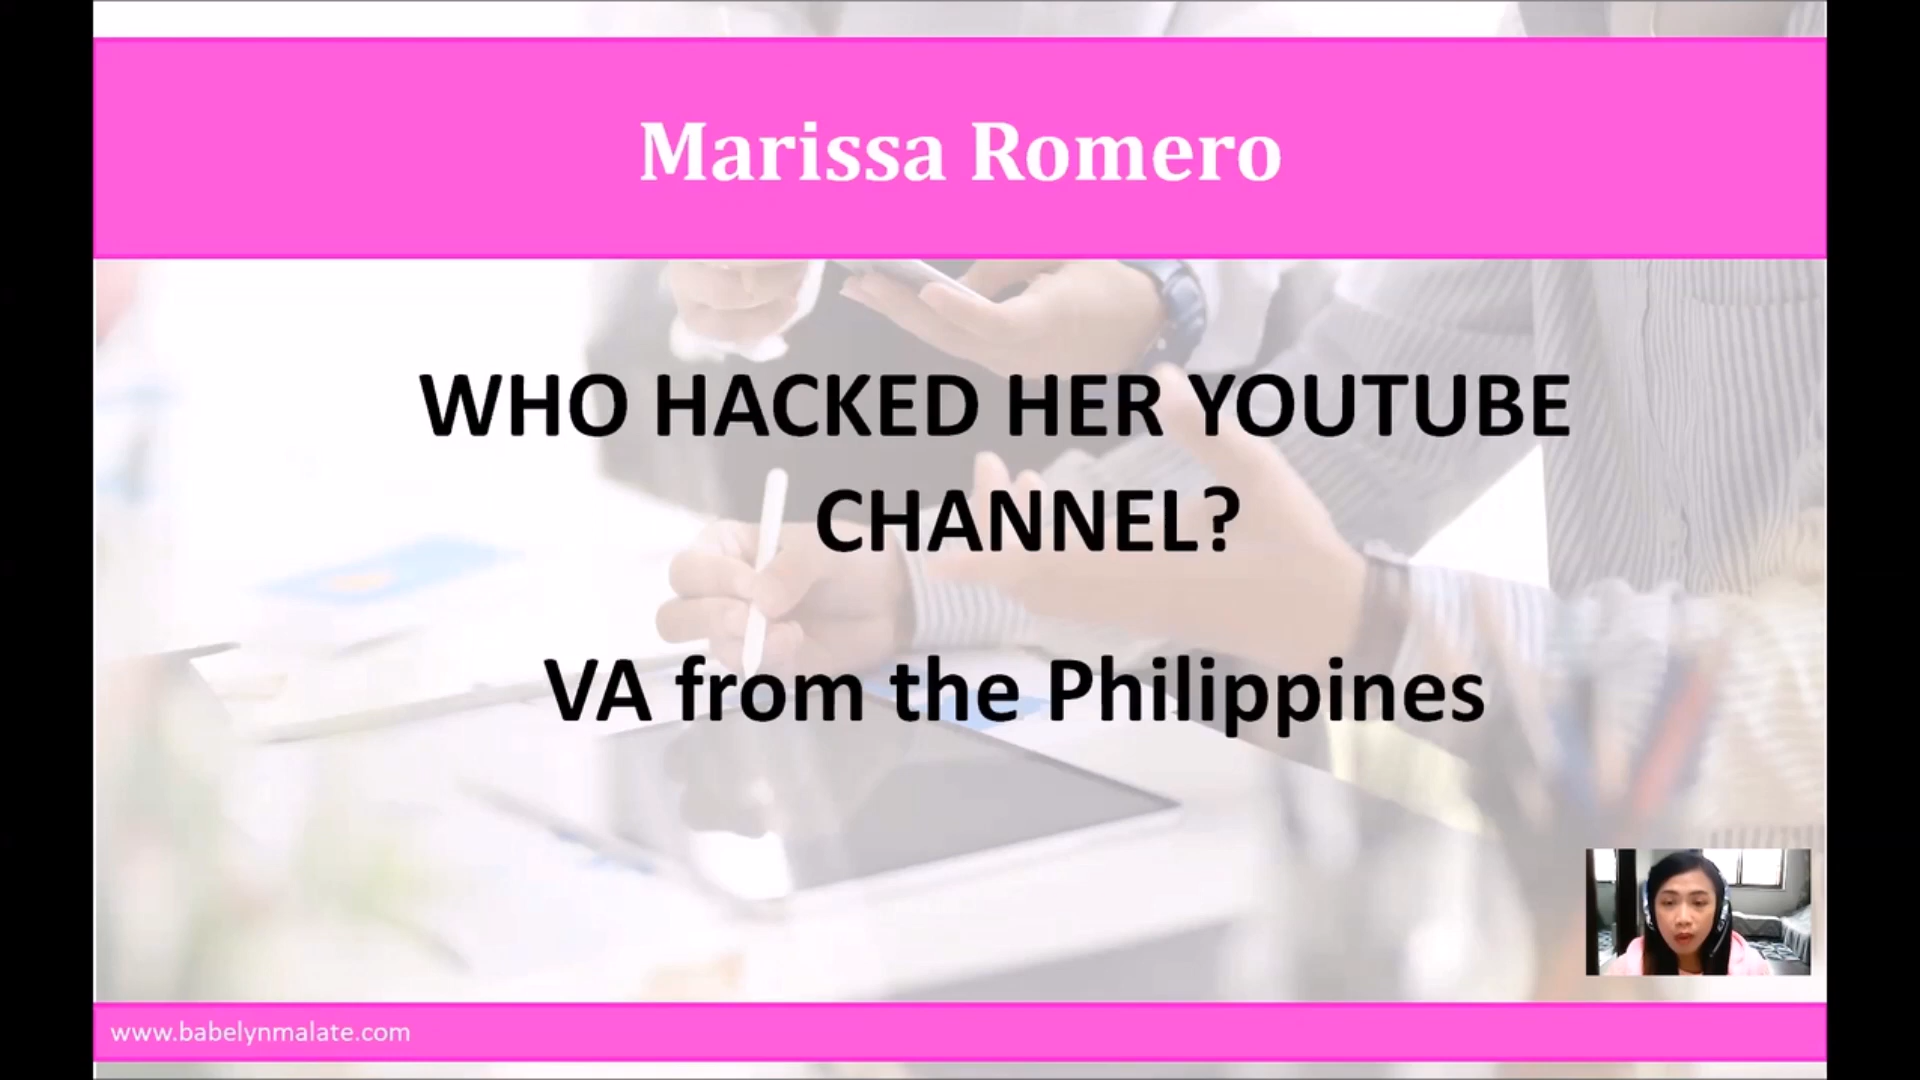 Marissa Romero
WHO HACKED HER YOUTUBE
CHANNEL?
VA from the Philippines
www.babelynmalate.com